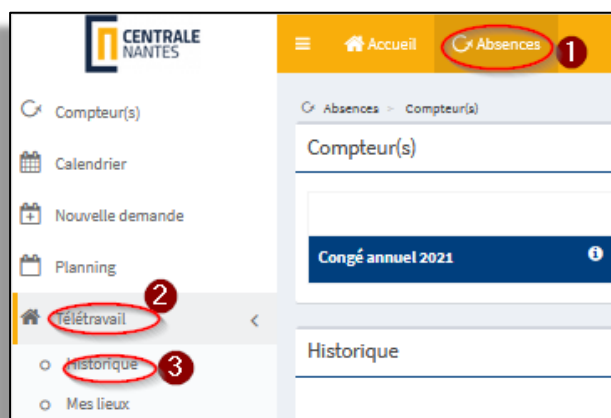 CENTRALE
NANTES
Accueil
Absences
1
Compteur(s)
Calendrier
Nouvelle demande
Planning
2
Télétravail
Historique
3
Mes lieux
Absences > Compteur(s)
Compteur(s)
Congé annuel 2021
Historique